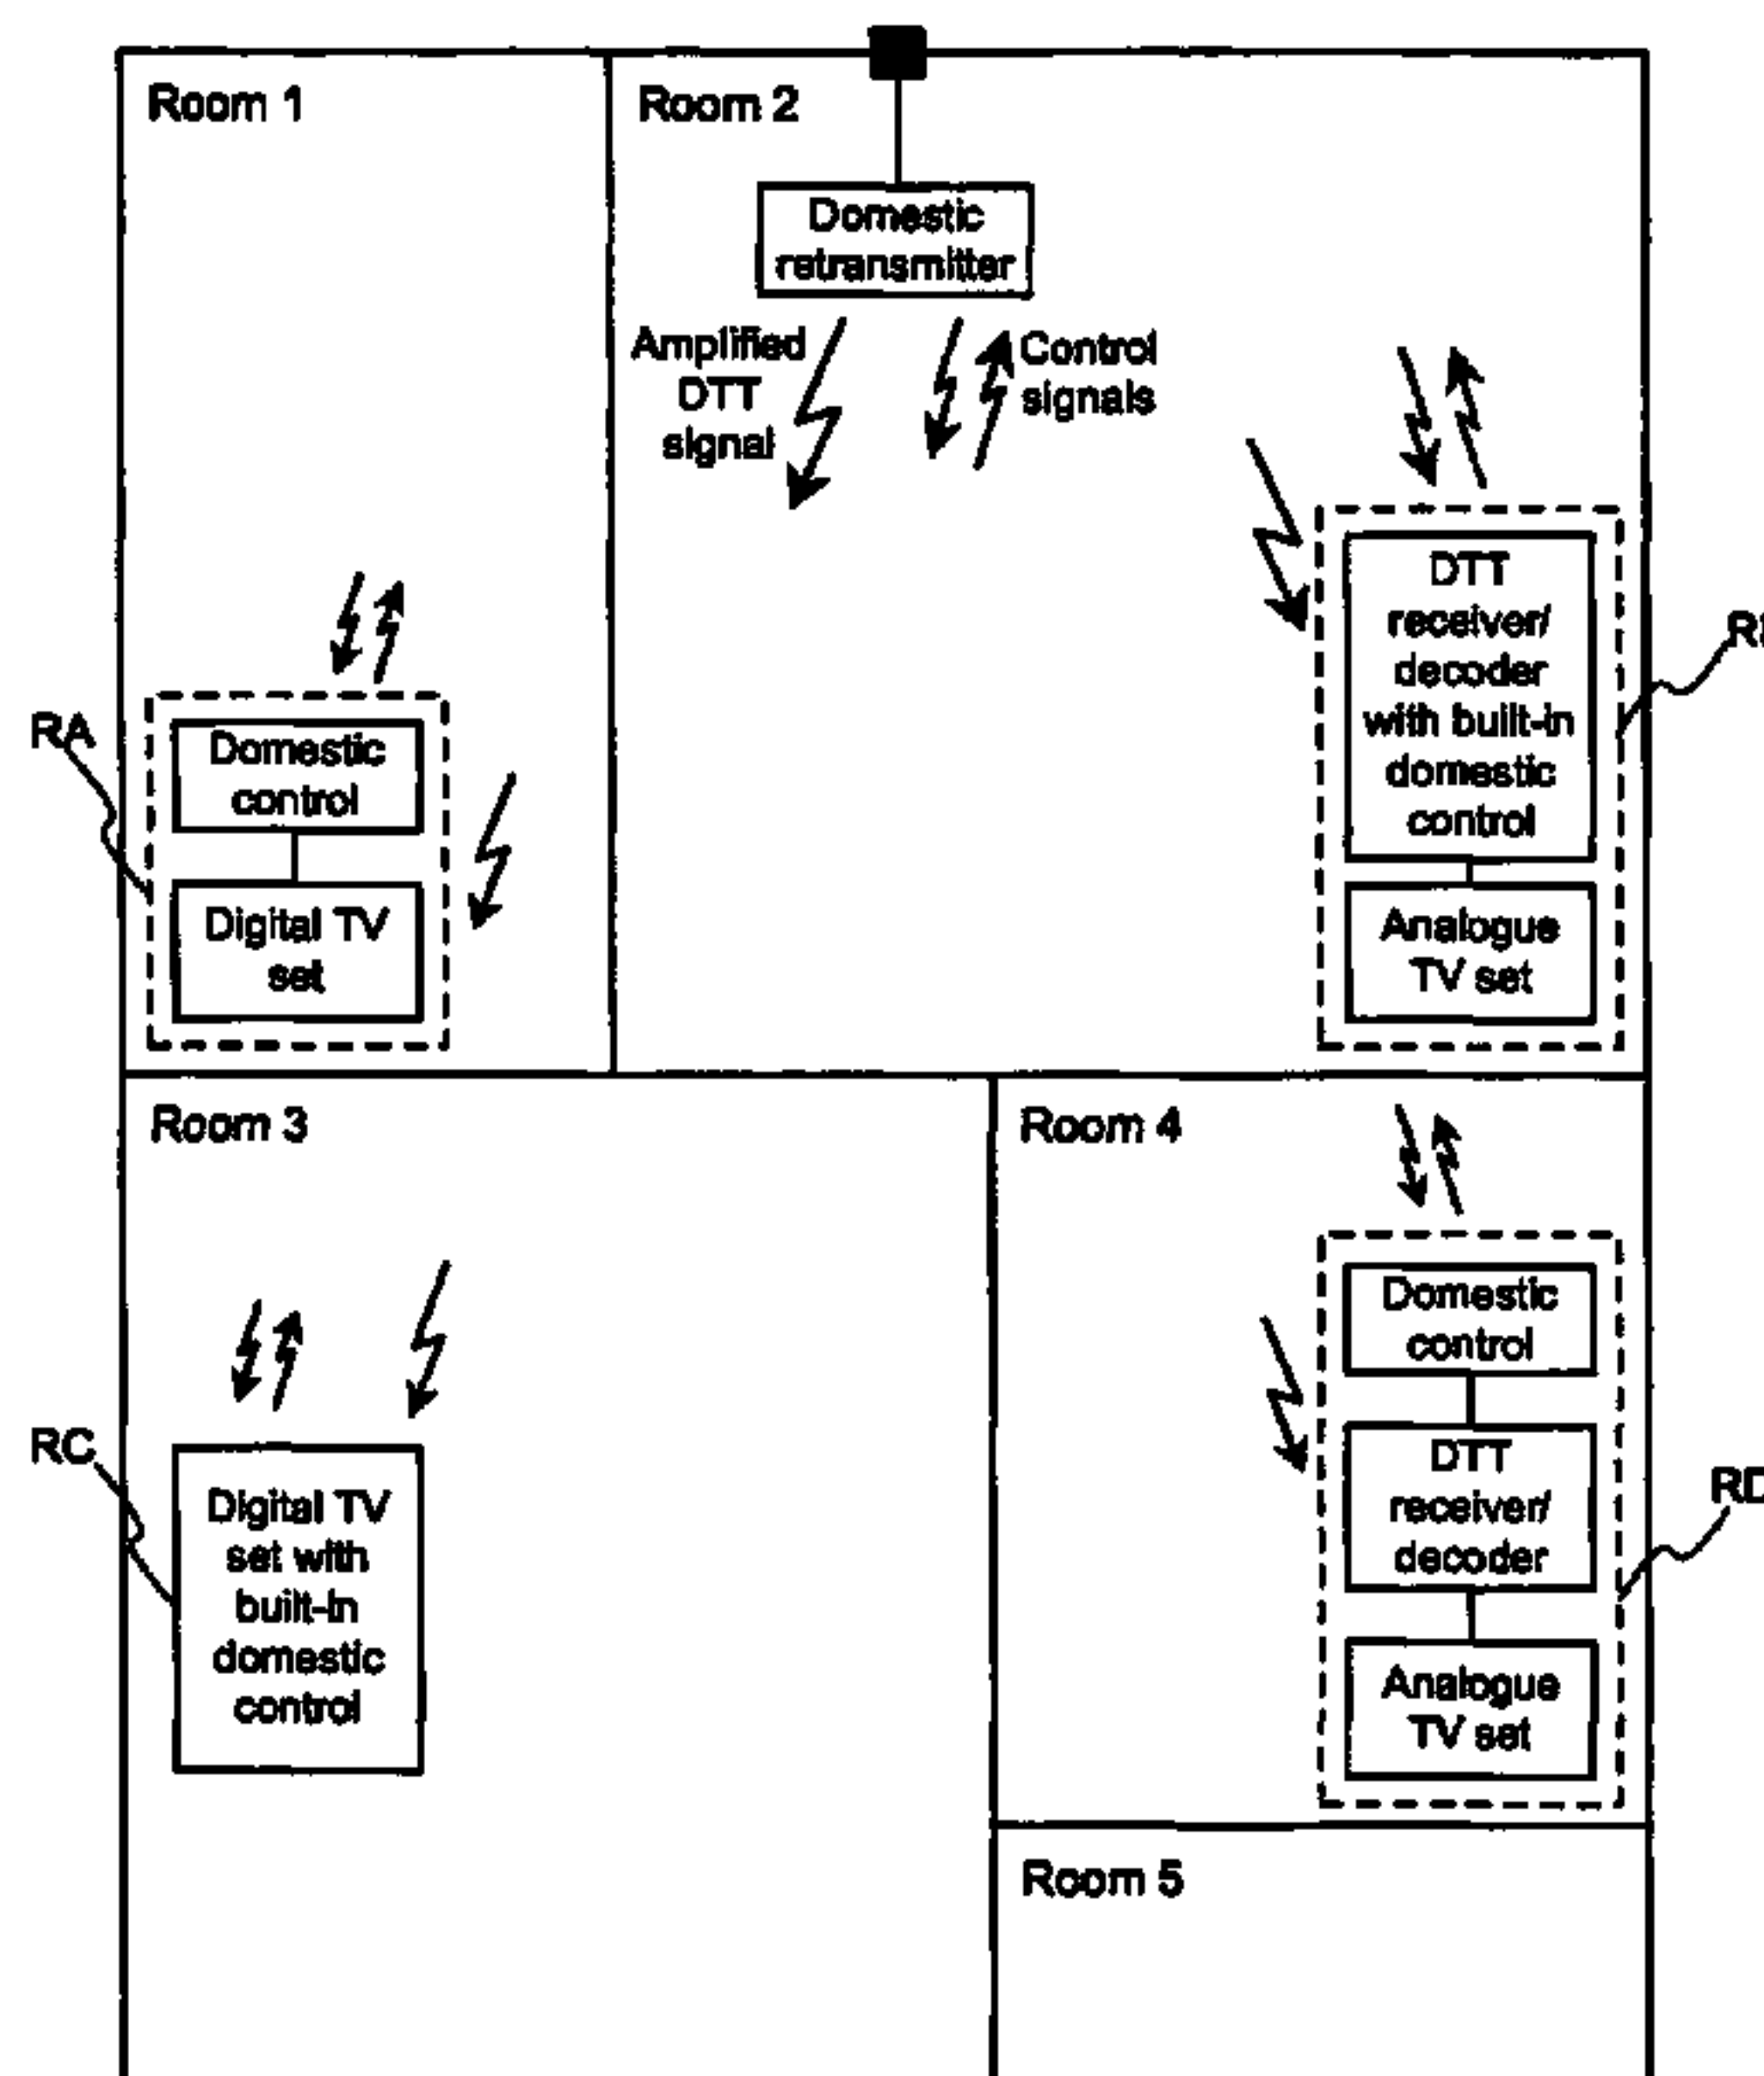 Room 1
Room 2
Domestic
retransmitter
Amplified
DTT
signal
Control
signals
DTT
receiver/
decoder
with built-in
domestic
control
Analogue
TV set
RA
Domestic
control
Digital TV
set
Room 3
Room 4
RC
Digital TV
set with
built-in
domestic
control
Domestic
control
DTT
receiver/
decoder
Analogue
TV set
RD
Room 5